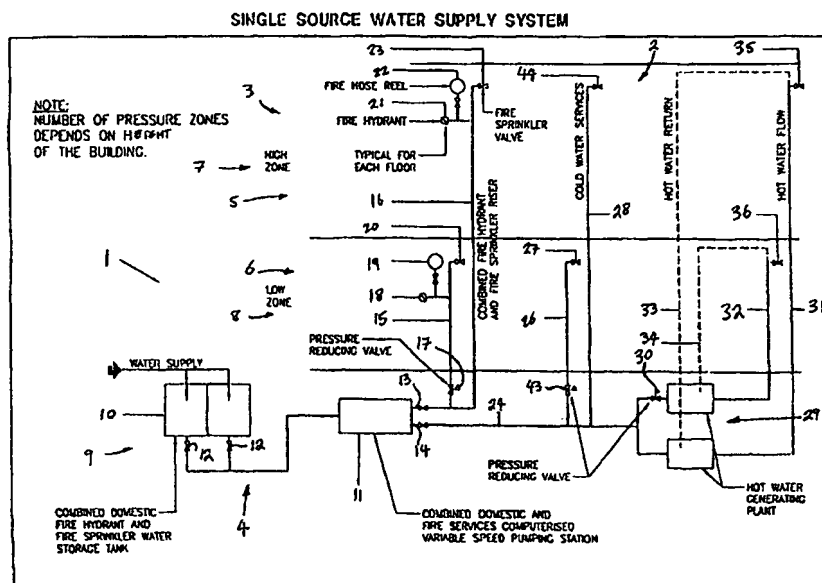 SINGLE SOURCE WATER SUPPLY SYSTEM
23
35
22
44
2
3
FIRE HOSE REEL
NOTE:
NUMBER OF PRESSURE ZONES
DEPENDS ON HEIGHT
OF THE BUILDING.
21
FIRE HYDRANT
FIRE
SPRINKLER
VALVE
7
HIGH
ZONE
TYPICAL FOR
EACH FLOOR
COLD WATER SERVICES
HOT WATER RETURN
HOT WATER FLOW
5
16
COMBINED FIRE HYDRANT
AND FIRE SPRINKLER RISER
28
20
36
1
6
19
27
LOW
ZONE
8
18
15
26
33
32
31
34
PRESSURE
REDUCING VALVE
17
30
WATER SUPPLY
13
43
10
24
29
9
12
12
14
PRESSURE
REDUCING VALVE
4
11
HOT WATER
GENERATING
PLANT
COMBINED DOMESTIC
FIRE HYDRANT AND
FIRE SPRINKLER WATER
STORAGE TANK
COMBINED DOMESTIC AND
FIRE SERVICES COMPUTERISED
VARIABLE SPEED PUMPING STATION